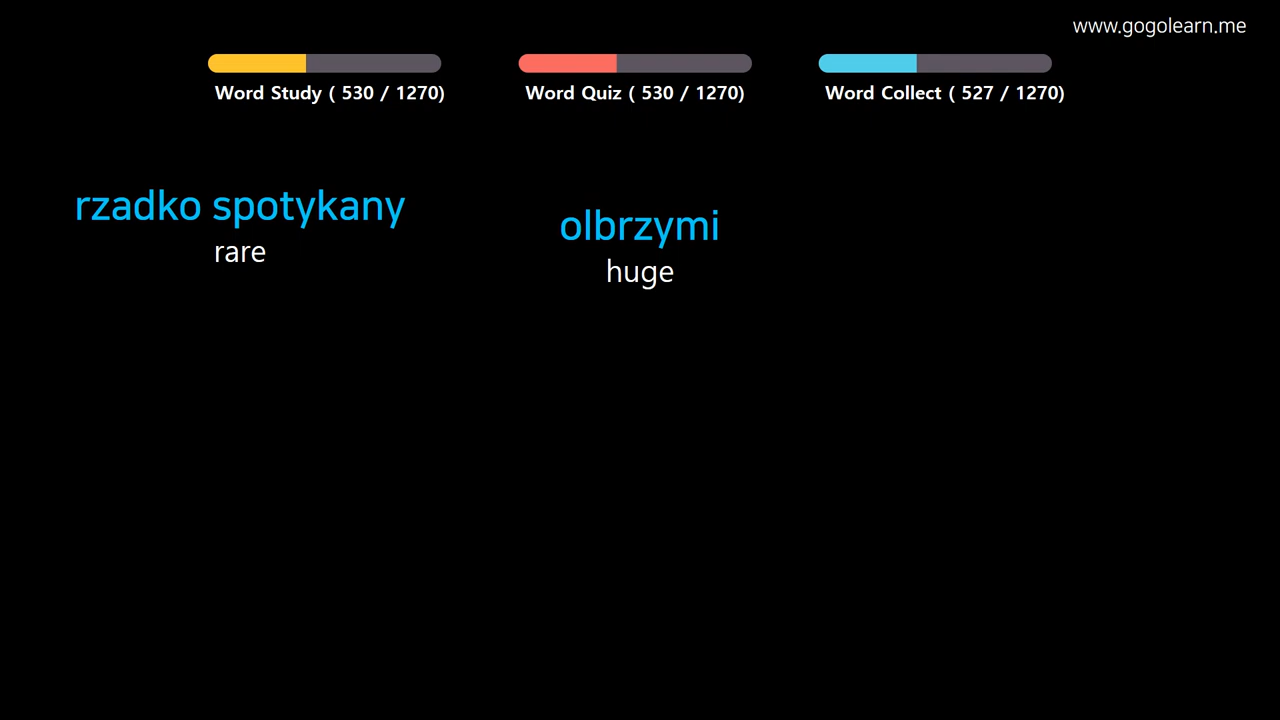 www.gogolearn.me
Word Study ( 530 / 1270)
Word Quiz ( 530 / 1270)
Word Collect ( 527 / 1270)
rzadko spotykany
rare
olbrzymi
huge